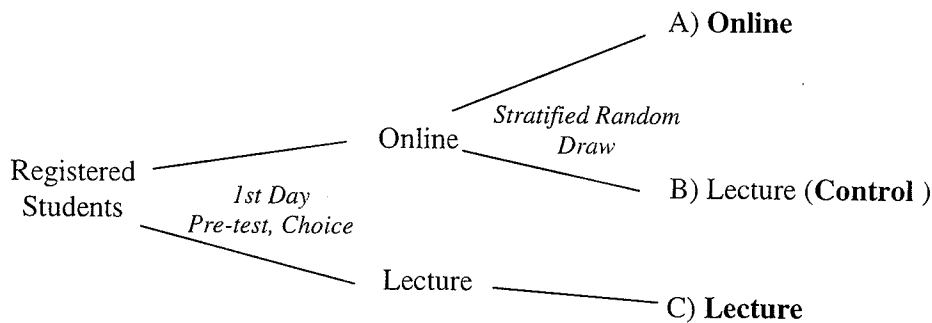 A) Online
Stratified Random
Draw
Online
Registered
Students
1st Day
Pre-test, Choice
B) Lecture (Control )
Lecture
C) Lecture